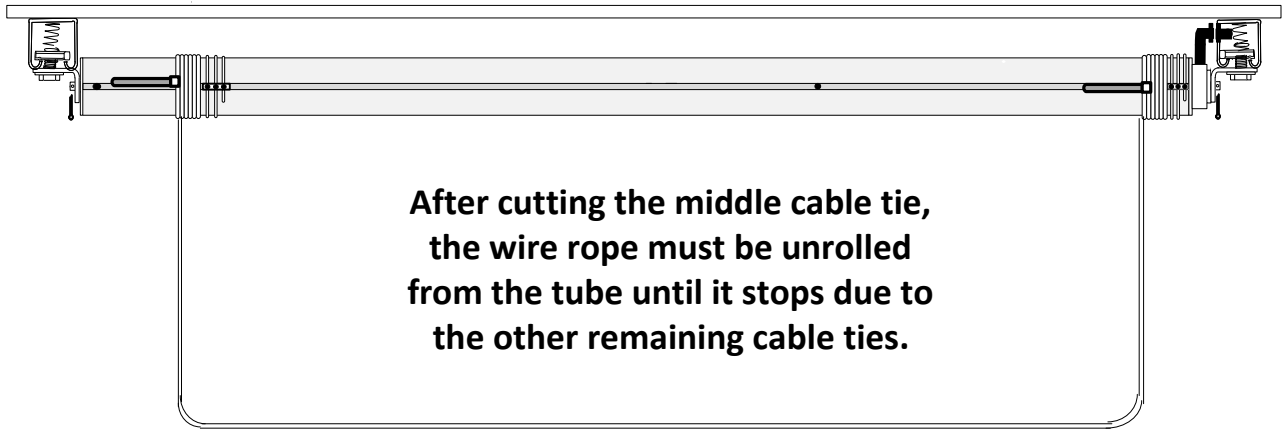 After cutting the middle cable tie,
the wire rope must be unrolled
from the tube until it stops due to
the other remaining cable ties.